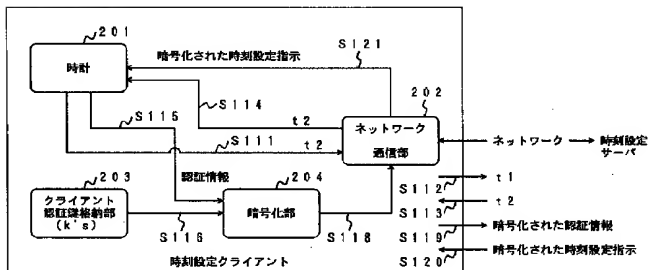 201
時計
暗号化された時刻設定指示
S121
S114
S115
t2
S111
t2
202
ネットワーク
通信部
ネットワーク
時刻設定
サーバ
認証情報
203
クライアント
認証鍵格納部
(k's)
S116
204
暗号化部
S118
S112
t1
S113
t2
S119
暗号化された認証情報
S120
暗号化された時刻設定指示
時刻設定クライアント